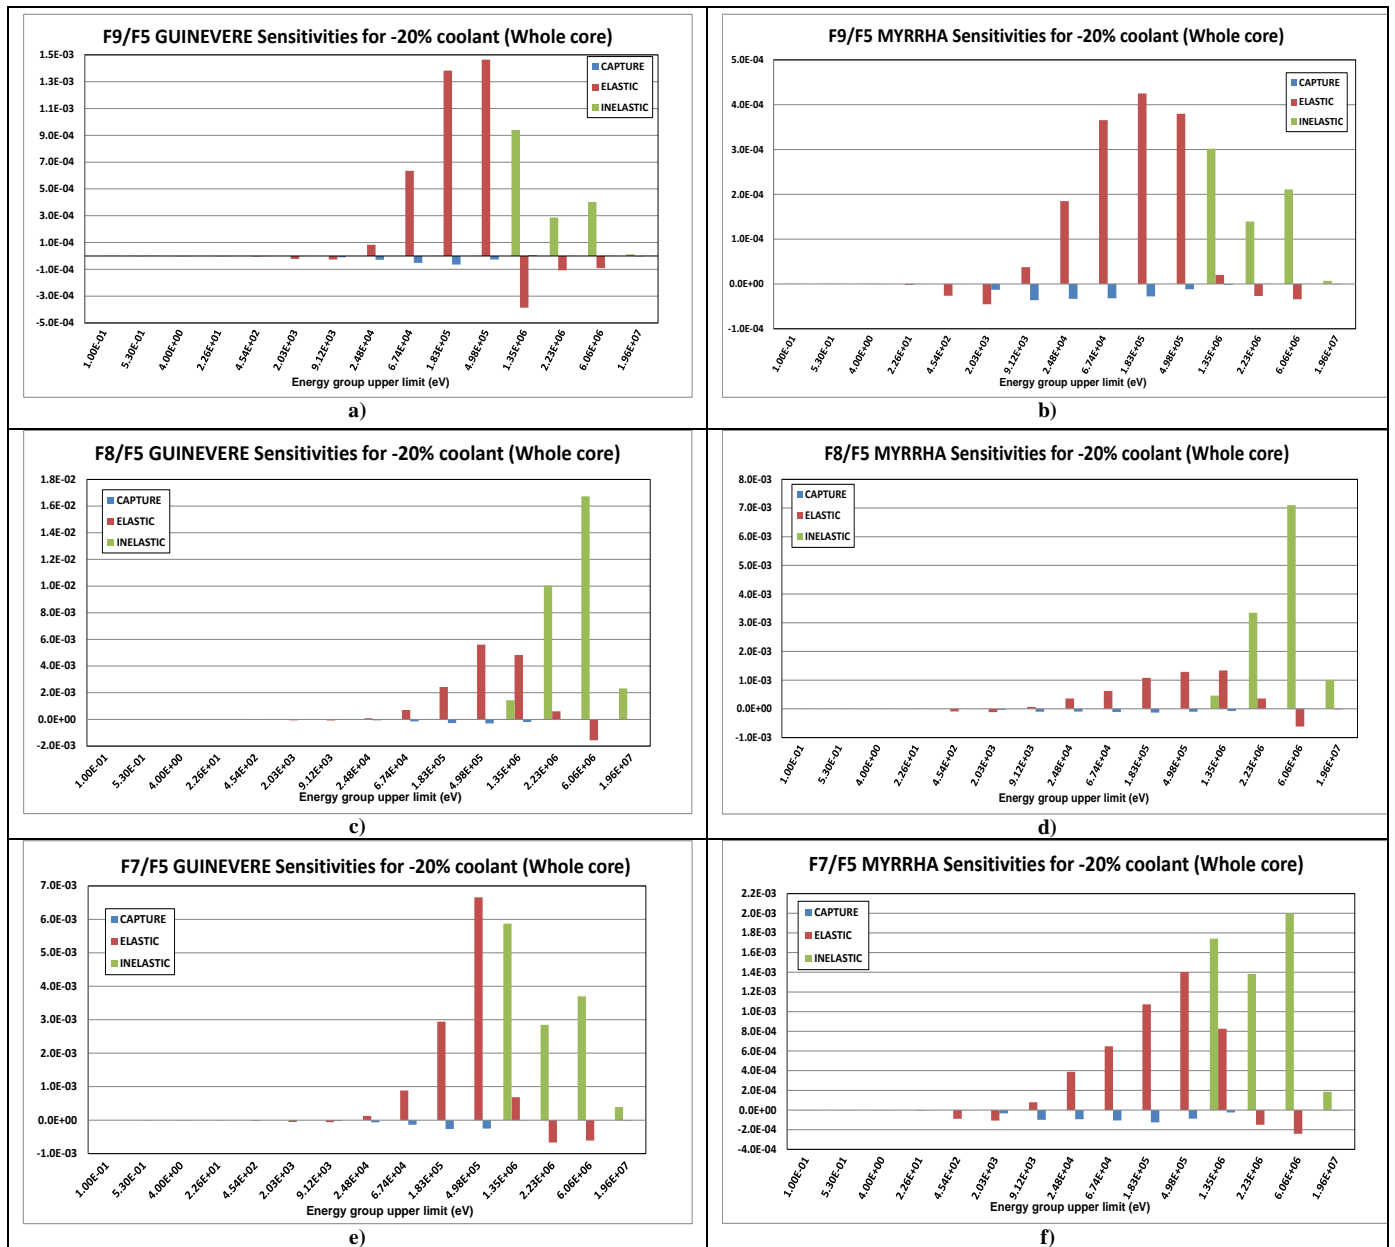 F9/F5 GUINEVERE Sensitivities for -20% coolant (Whole core)
1.5E-03
1.3E-03
1.1E-03
9.0E-04
7.0E-04
5.0E-04
3.0E-04
1.0E-04
-1.0E-04
-3.0E-04
-5.0E-04
CAPTURE
ELASTIC
INELASTIC
1.00E-01
5.30E-01
4.00E+00
2.26E+01
4.54E+02
2.03E+03
9.12E+03
2.48E+04
6.74E+04
1.83E+05
4.98E+05
1.35E+06
2.23E+06
6.06E+06
1.96E+07
Energy group upper limit (eV)
a)
F9/F5 MYRRHA Sensitivities for -20% coolant (Whole core)
5.0E-04
4.0E-04
3.0E-04
2.0E-04
1.0E-04
0.0E+00
-1.0E-04
CAPTURE
ELASTIC
INELASTIC
1.00E-01
5.30E-01
4.00E+00
2.26E+01
4.54E+02
2.03E+03
9.12E+03
2.48E+04
6.74E+04
1.83E+05
4.98E+05
1.35E+06
2.23E+06
6.06E+06
1.96E+07
Energy group upper limit (eV)
b)
F8/F5 GUINEVERE Sensitivities for -20% coolant (Whole core)
1.8E-02
1.6E-02
1.4E-02
1.2E-02
1.0E-02
8.0E-03
6.0E-03
4.0E-03
2.0E-03
0.0E+00
-2.0E-03
CAPTURE
ELASTIC
INELASTIC
1.00E-01
5.30E-01
4.00E+00
2.26E+01
4.54E+02
2.03E+03
9.12E+03
2.48E+04
6.74E+04
1.83E+05
4.98E+05
1.35E+06
2.23E+06
6.06E+06
1.96E+07
Energy group upper limit (eV)
c)
F8/F5 MYRRHA Sensitivities for -20% coolant (Whole core)
8.0E-03
7.0E-03
6.0E-03
5.0E-03
4.0E-03
3.0E-03
2.0E-03
1.0E-03
0.0E+00
-1.0E-03
CAPTURE
ELASTIC
INELASTIC
1.00E-01
5.30E-01
4.00E+00
2.26E+01
4.54E+02
2.03E+03
9.12E+03
2.48E+04
6.74E+04
1.83E+05
4.98E+05
1.35E+06
2.23E+06
6.06E+06
1.96E+07
Energy group upper limit (eV)
d)
F7/F5 GUINEVERE Sensitivities for -20% coolant (Whole core)
7.0E-03
6.0E-03
5.0E-03
4.0E-03
3.0E-03
2.0E-03
1.0E-03
0.0E+00
-1.0E-03
CAPTURE
ELASTIC
INELASTIC
1.00E-01
5.30E-01
4.00E+00
2.26E+01
4.54E+02
2.03E+03
9.12E+03
2.48E+04
6.74E+04
1.83E+05
4.98E+05
1.35E+06
2.23E+06
6.06E+06
1.96E+07
Energy group upper limit (eV)
e)
F7/F5 MYRRHA Sensitivities for -20% coolant (Whole core)
2.2E-03
2.0E-03
1.8E-03
1.6E-03
1.4E-03
1.2E-03
1.0E-03
8.0E-04
6.0E-04
4.0E-04
2.0E-04
0.0E+00
-2.0E-04
-4.0E-04
CAPTURE
ELASTIC
INELASTIC
1.00E-01
5.30E-01
4.00E+00
2.26E+01
4.54E+02
2.03E+03
9.12E+03
2.48E+04
6.74E+04
1.83E+05
4.98E+05
1.35E+06
2.23E+06
6.06E+06
1.96E+07
Energy group upper limit (eV)
f)